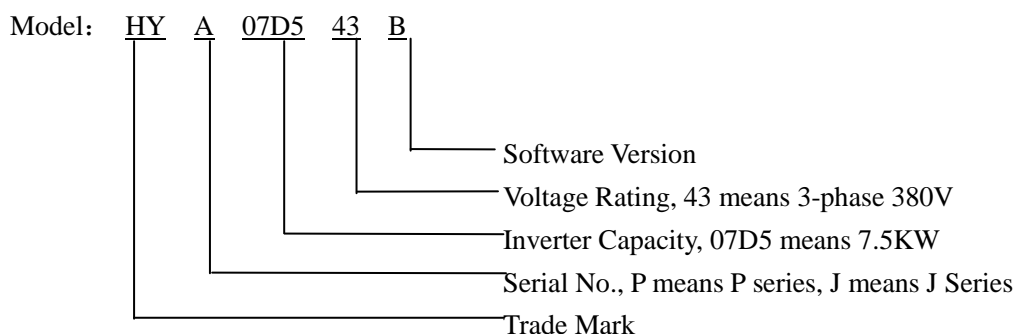 Model： HY A 07D5 43 B
Software Version
Voltage Rating, 43 means 3-phase 380V
Inverter Capacity, 07D5 means 7.5KW
Serial No., P means P series, J means J Series
Trade Mark